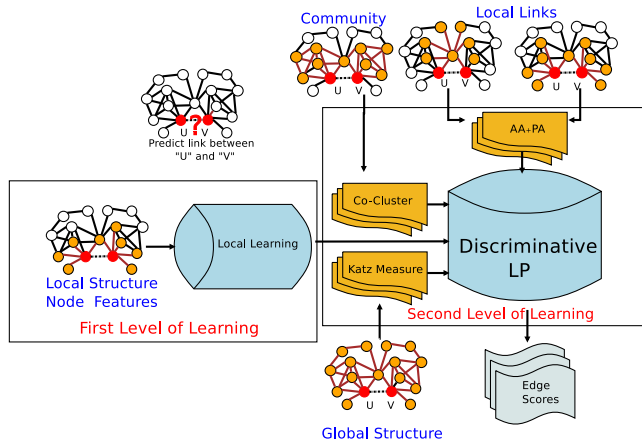 Community
Local Links
U V
U V
U V
?
U V
Predict link between
"U" and "V"
AA+PA
Co-Cluster
Local Learning
Discriminative
LP
Katz Measure
Local Structure
Node Features
First Level of Learning
Second Level of Learning
U V
Edge
Scores
Global Structure